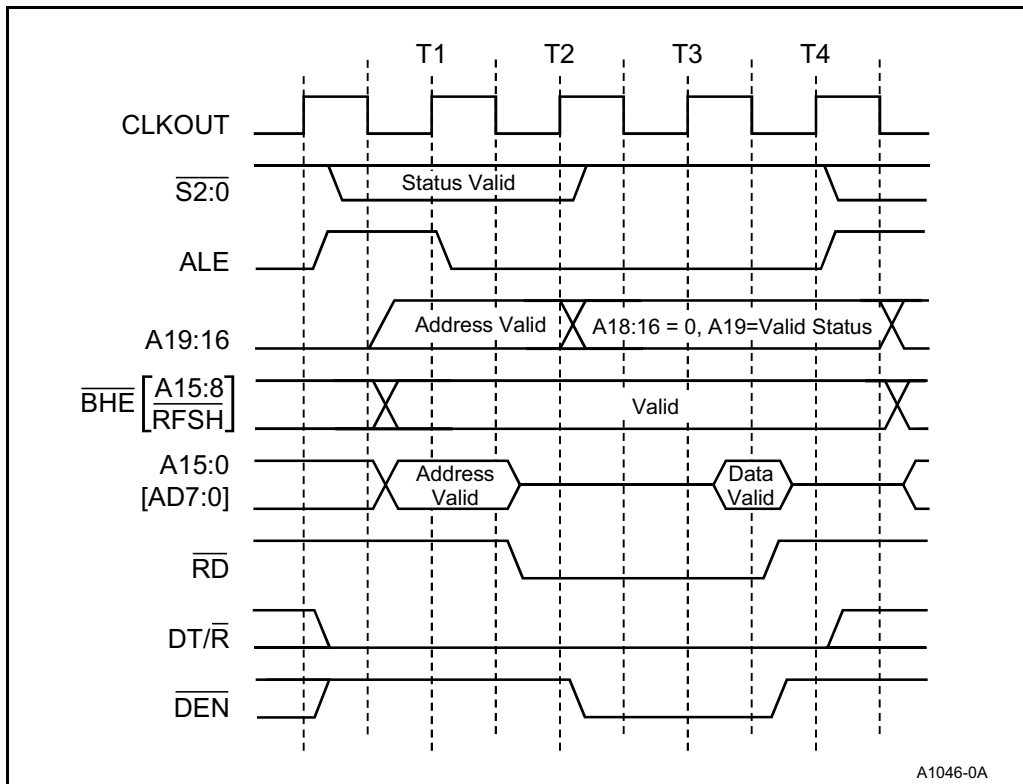 T1 T2 T3 T4
CLKOUT
S2:0
Status Valid
ALE
A19:16
Address Valid
A18:16 = 0, A19=Valid Status
BHE [A15:8
RFSH]
Valid
A15:0
[AD7:0]
Address
Valid
Data
Valid
RD
DT/R
DEN
A1046-0A